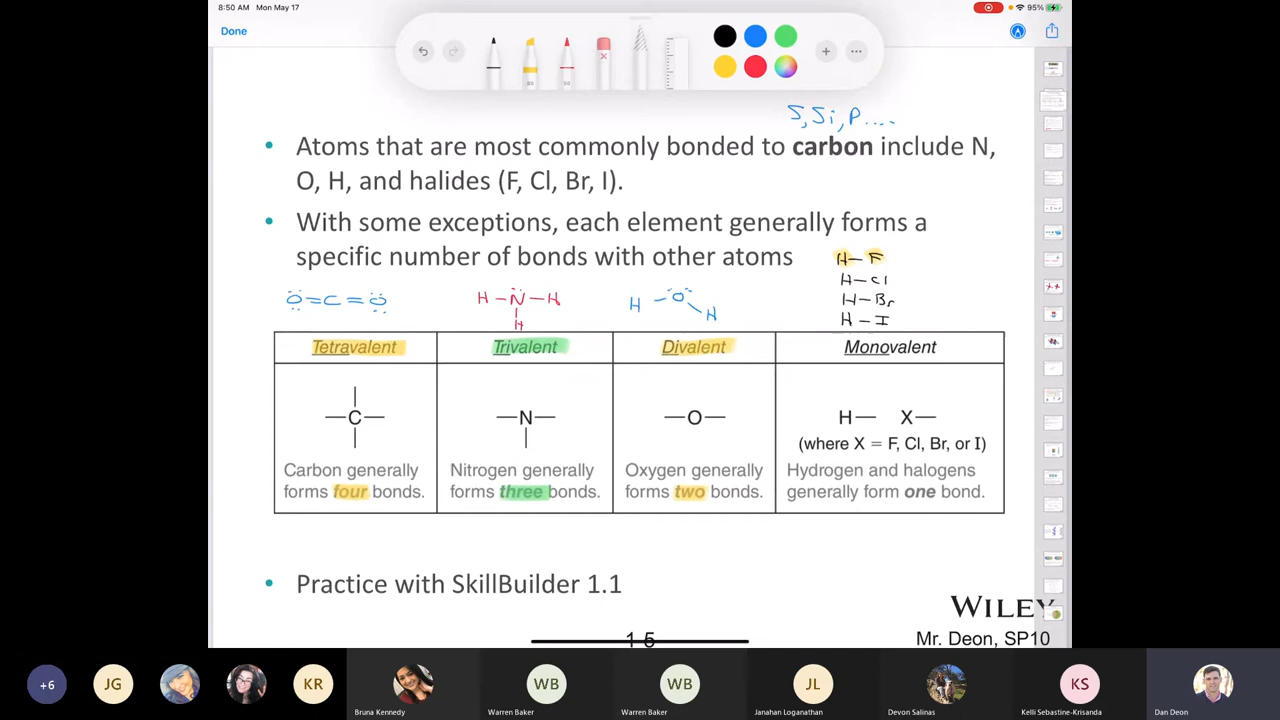 8:50 AM Mon May 17
95%
Done
S, Si, P....
• Atoms that are most commonly bonded to carbon include N,
O, H, and halides (F, Cl, Br, I).
• With some exceptions, each element generally forms a
specific number of bonds with other atoms
H—F
H—Cl
H—Br
H—I
O=C=O
H—N—H
H
H—O
H
Tetravalent
Trivalent
Divalent
Monovalent
—C—
—N—
—O—
H— X—
(where X = F, Cl, Br, or I)
Carbon generally
forms four bonds.
Nitrogen generally
forms three bonds.
Oxygen generally
forms two bonds.
Hydrogen and halogens
generally form one bond.
• Practice with SkillBuilder 1.1
WILEY
1-5
Mr. Deon, SP10
+6
JG
KR
Bruna Kennedy
WB
Warren Baker
WB
Warren Baker
JL
Janahan Loganathan
Devon Salinas
KS
Kelli Sebastine-Krisanda
Dan Deon